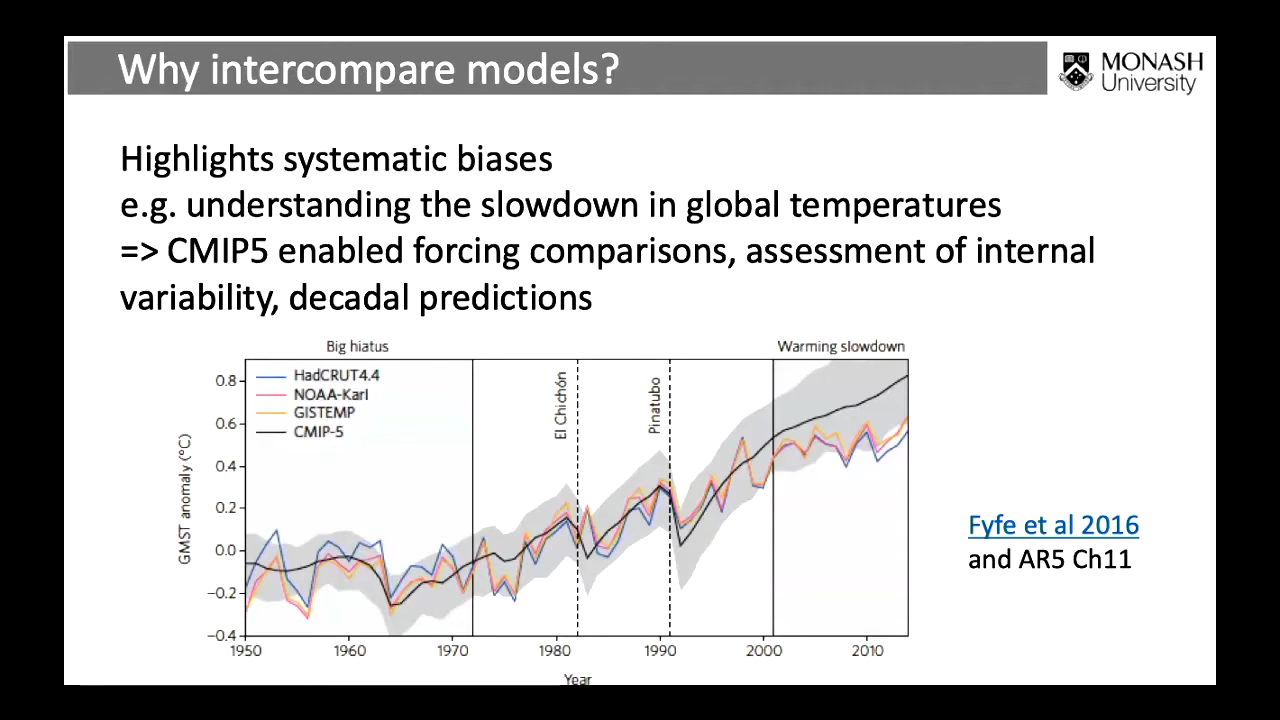 Why intercompare models?
MONASH
University
Highlights systematic biases
e.g. understanding the slowdown in global temperatures
=> CMIP5 enabled forcing comparisons, assessment of internal
variability, decadal predictions
Big hiatus
Warming slowdown
HadCRUT4.4
NOAA-Karl
GISTEMP
CMIP-5
El Chichón
Pinatubo
GMST anomaly (°C)
0.8
0.6
0.4
0.2
0.0
−0.2
−0.4
1950 1960 1970 1980 1990 2000 2010
Year
Fyfe et al 2016
and AR5 Ch11